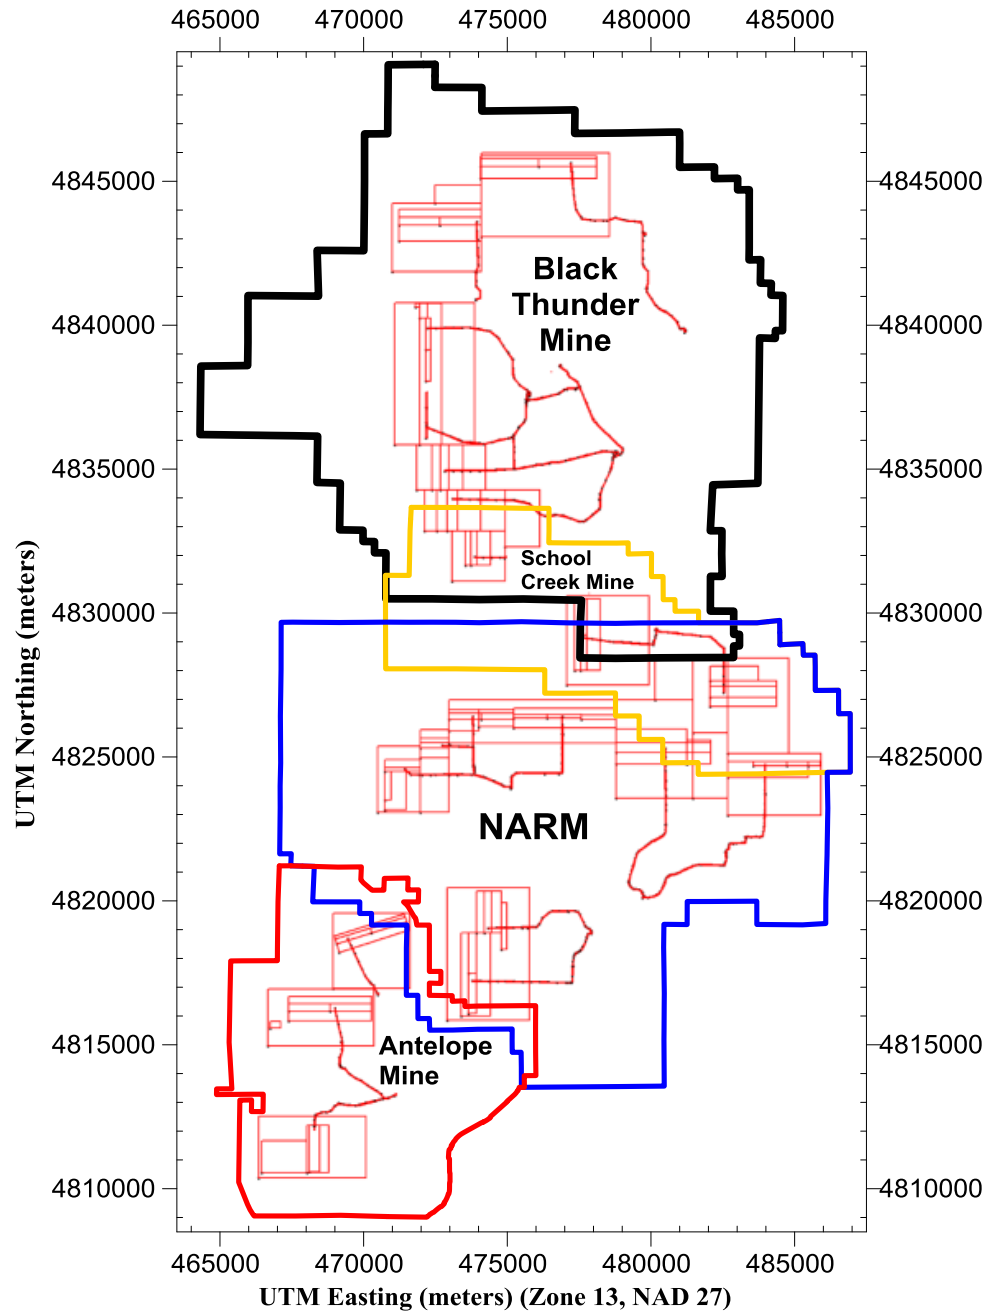 465000 470000 475000 480000 485000
4845000 4845000
Black
Thunder
Mine
4840000 4840000
4835000 4835000
School
Creek Mine
4830000 4830000
4825000 4825000
NARM
4820000 4820000
4815000 4815000
Antelope
Mine
4810000 4810000
465000 470000 475000 480000 485000
UTM Easting (meters) (Zone 13, NAD 27)
UTM Northing (meters)